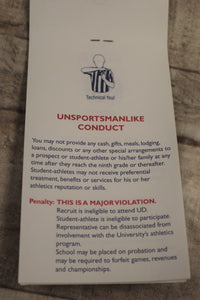 Technical foul
UNSPORTSMANLIKE
CONDUCT
You may not provide any cash, gifts, meals, lodging,
loans, discounts or any other special arrangements to
a prospect or student-athlete or his/her family at any
time after they reach the ninth grade or thereafter.
Student-athletes may not receive preferential
treatment, benefits or services for his or her
athletics reputation or skills.
Penalty: THIS IS A MAJOR VIOLATION.
Recruit is ineligible to attend UD.
Student-athlete is ineligible to participate.
Representative can be disassociated from
involvement with the University's athletics
program.
School may be placed on probation and
may be required to forfeit games, revenues
and championships.